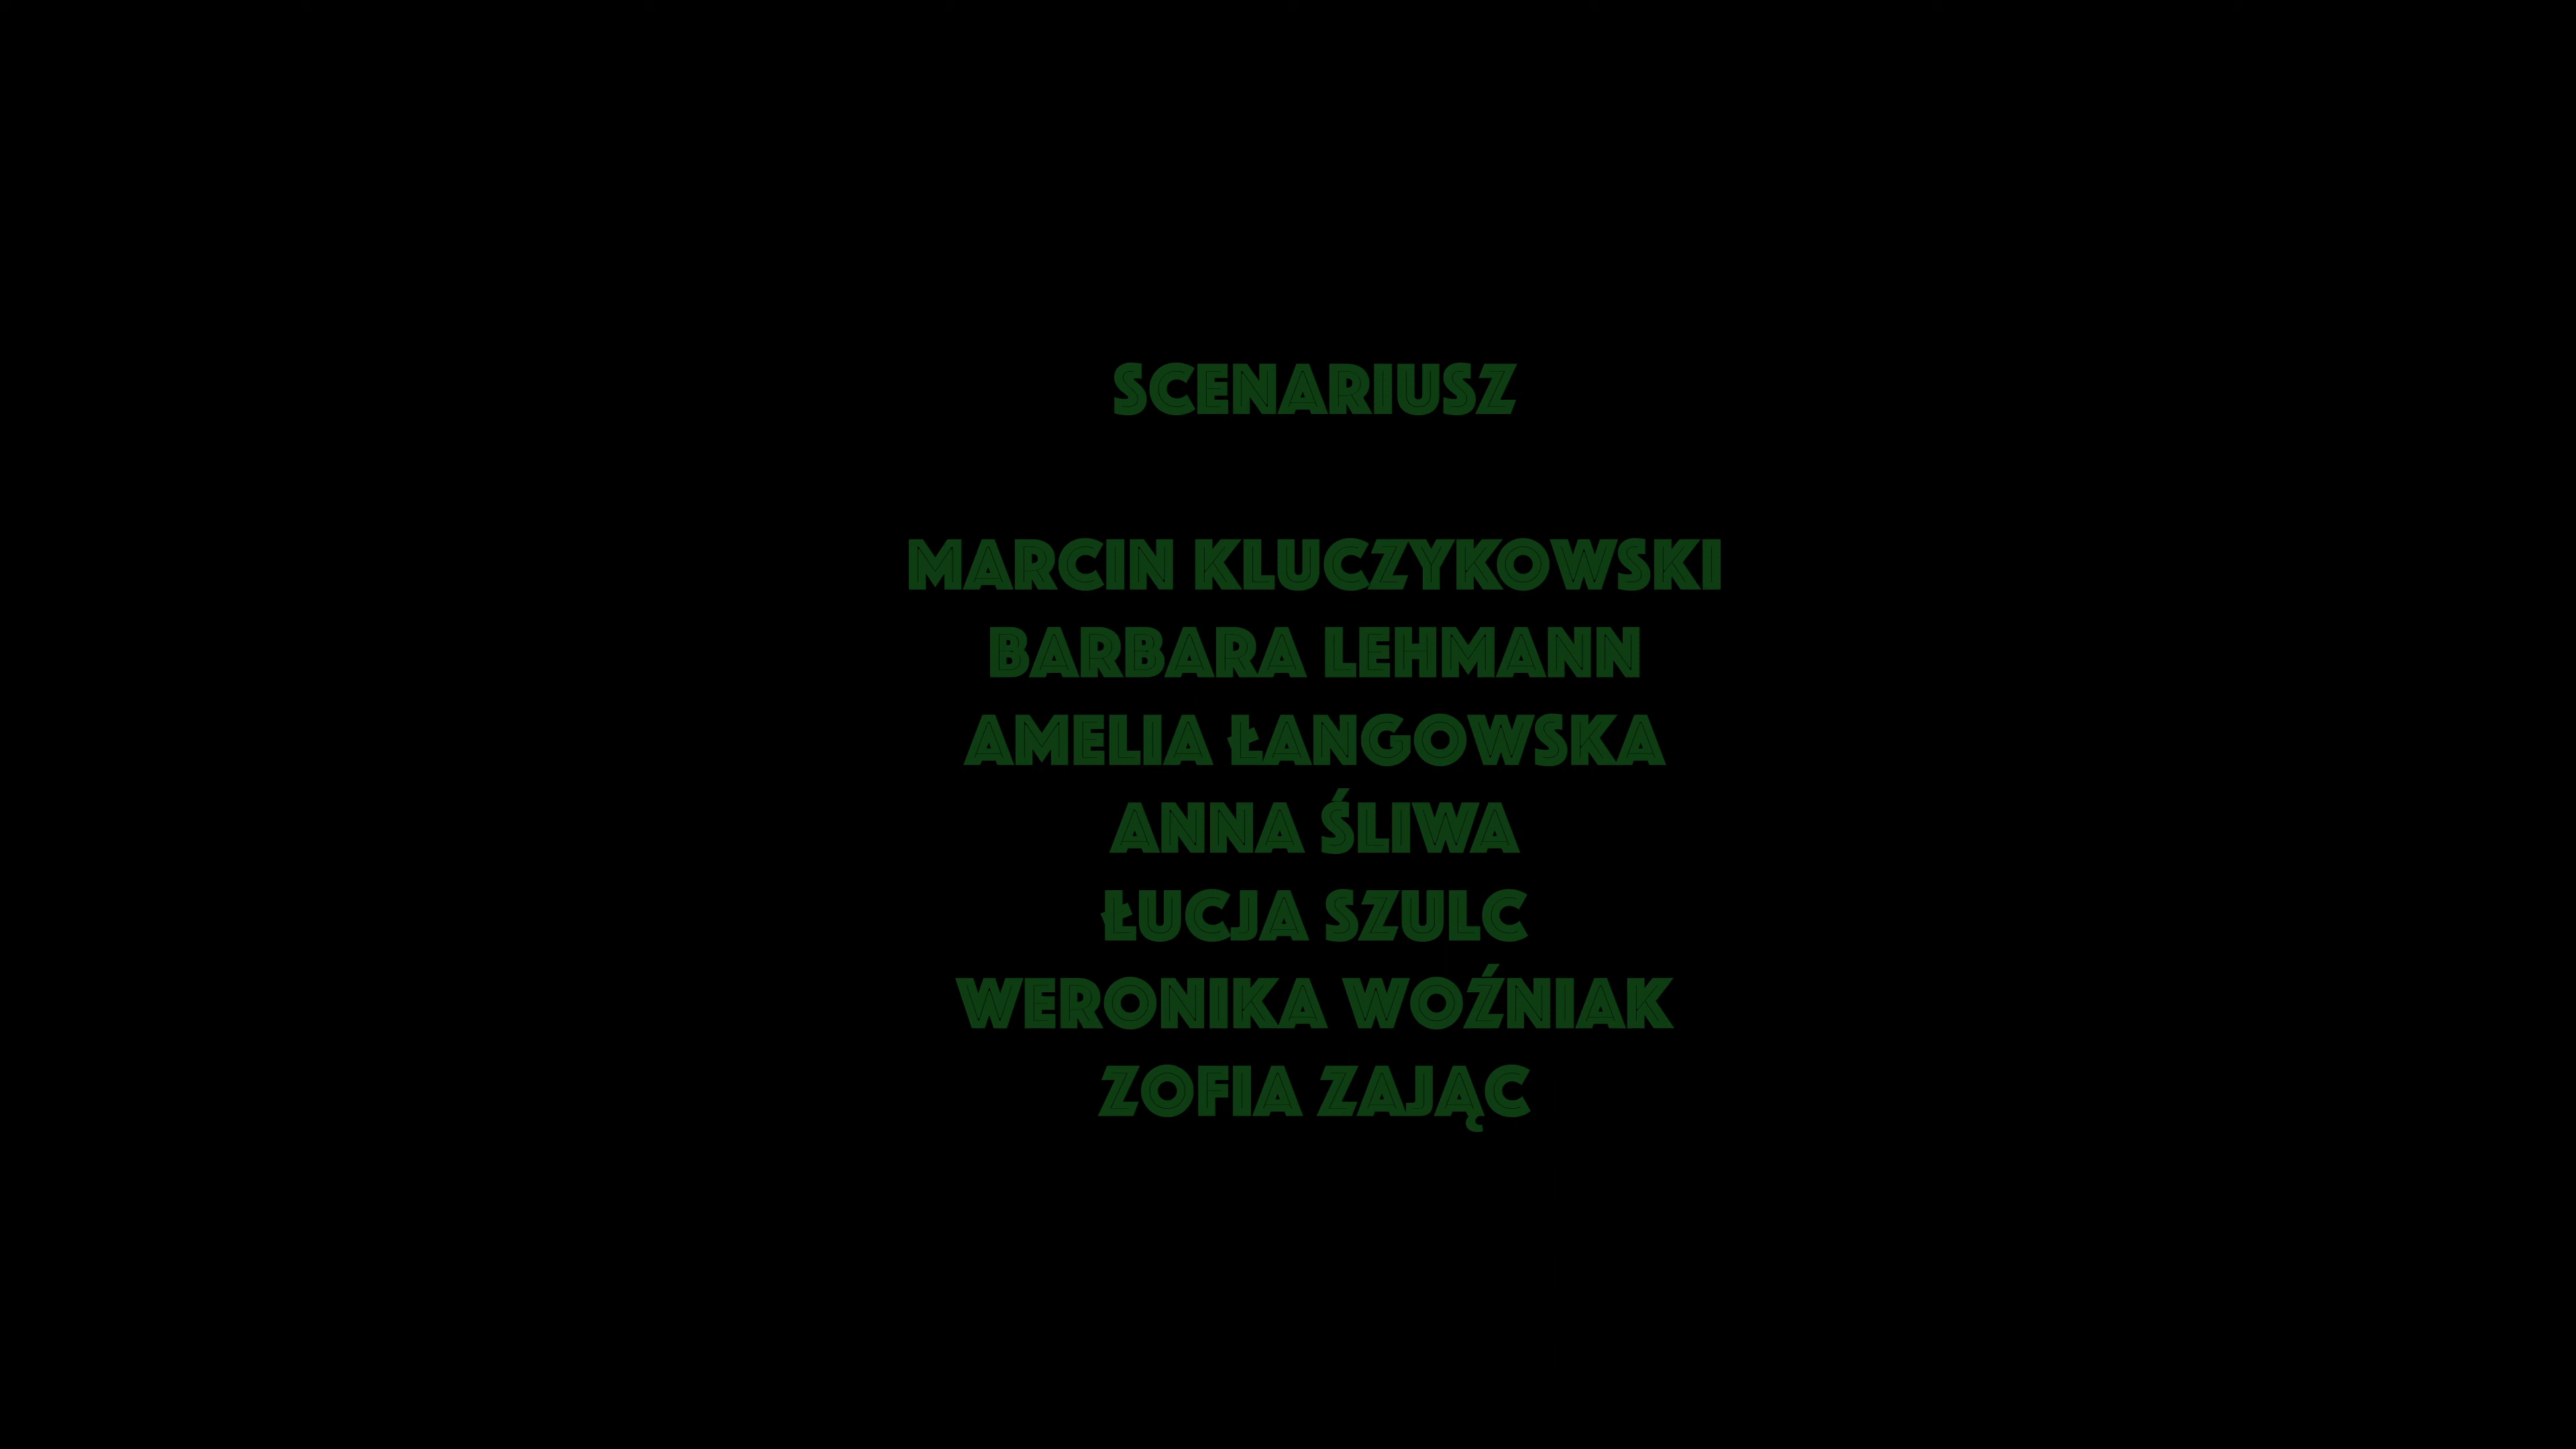 SCENARIUSZ
MARCIN KLUCZYKOWSKI
BARBARA LEHMANN
AMELIA ŁANGOWSKA
ANNA ŚLIWA
ŁUCJA SZULC
WERONIKA WOŹNIAK
ZOFIA ZAJĄC